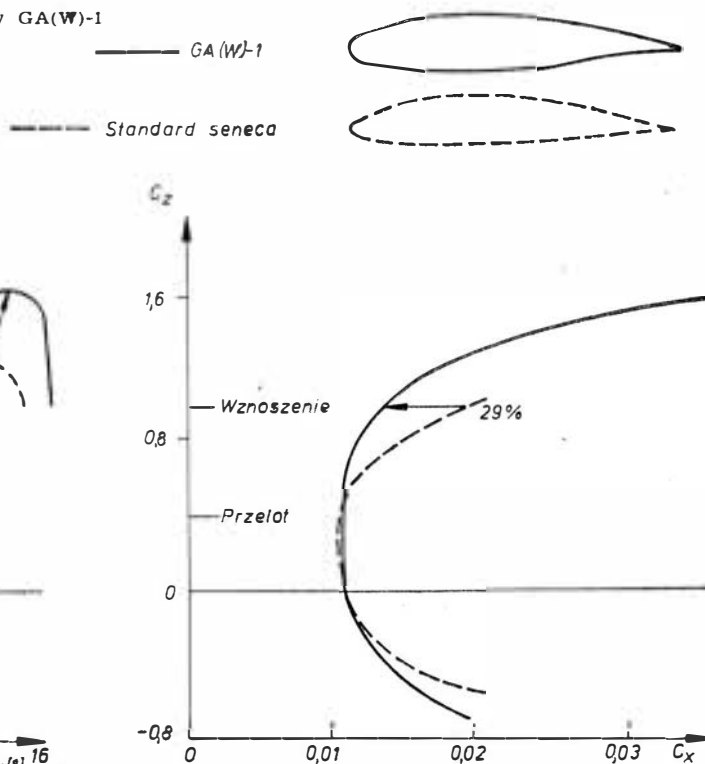 GA(W)-1
GA(W)-1
Standard seneca
Cz
1,6
Wznoszenie
29%
0,8
Przelot
0
-0,8
16
0
0,01
0,02
0,03
Cx